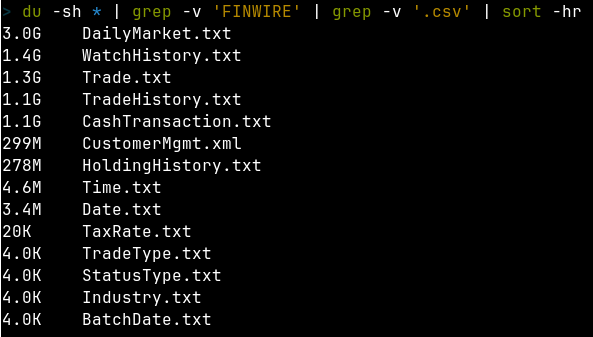 > du -sh * | grep -v 'FINWIRE' | grep -v '.csv' | sort -hr
3.0G    DailyMarket.txt
1.4G    WatchHistory.txt
1.3G    Trade.txt
1.1G    TradeHistory.txt
1.1G    CashTransaction.txt
299M    CustomerMgmt.xml
278M    HoldingHistory.txt
4.6M    Time.txt
3.4M    Date.txt
20K     TaxRate.txt
4.0K    TradeType.txt
4.0K    StatusType.txt
4.0K    Industry.txt
4.0K    BatchDate.txt